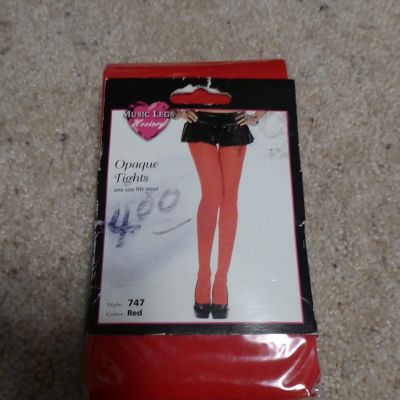 MUSIC LEGS
Hosiery
Opaque
Tights
one size fits most
4.00
Style: 747
Color: Red